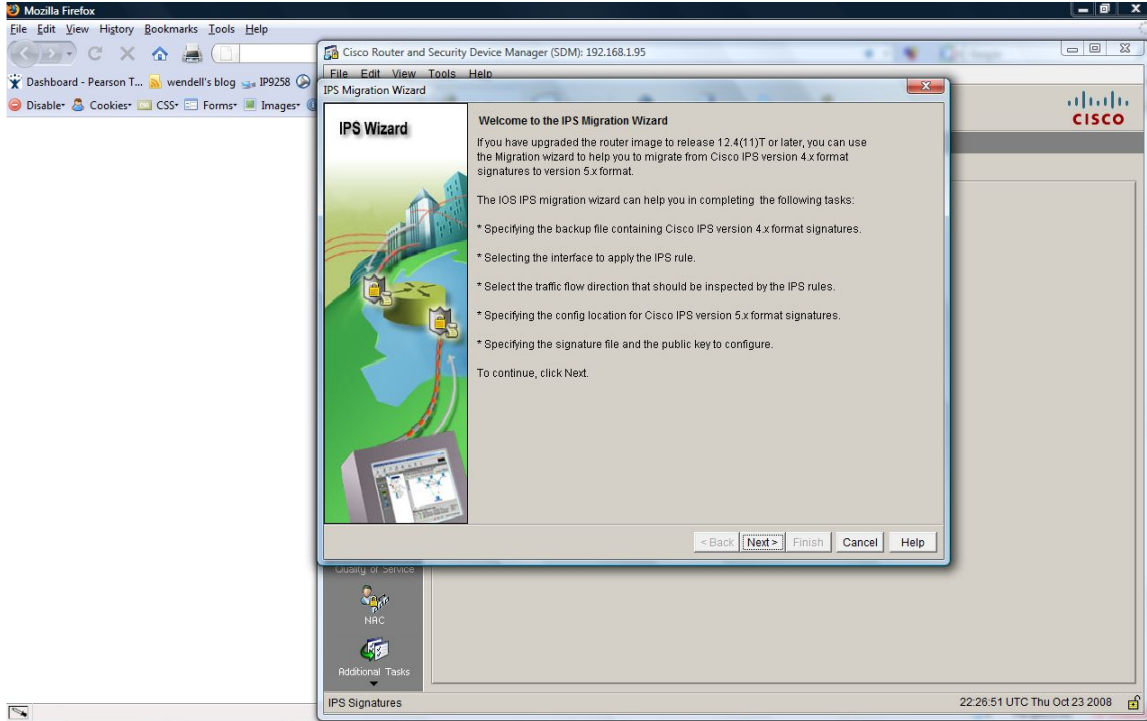 Mozilla Firefox
File Edit View History Bookmarks Tools Help
Cisco Router and Security Device Manager (SDM): 192.168.1.95
Dashboard - Pearson T... wendell's blog IP9258
File Edit View Tools Help
Disable Cookies CSS Forms Images
IPS Migration Wizard
CISCO
IPS Wizard
Welcome to the IPS Migration Wizard
If you have upgraded the router image to release 12.4(11)T or later, you can use
the Migration wizard to help you to migrate from Cisco IPS version 4.x format
signatures to version 5.x format.
The IOS IPS migration wizard can help you in completing the following tasks:
* Specifying the backup file containing Cisco IPS version 4.x format signatures.
* Selecting the interface to apply the IPS rule.
* Select the traffic flow direction that should be inspected by the IPS rules.
* Specifying the config location for Cisco IPS version 5.x format signatures.
* Specifying the signature file and the public key to configure.
To continue, click Next.
< Back Next > Finish Cancel Help
Quality of Service
NAC
Additional Tasks
IPS Signatures
22:26:51 UTC Thu Oct 23 2008